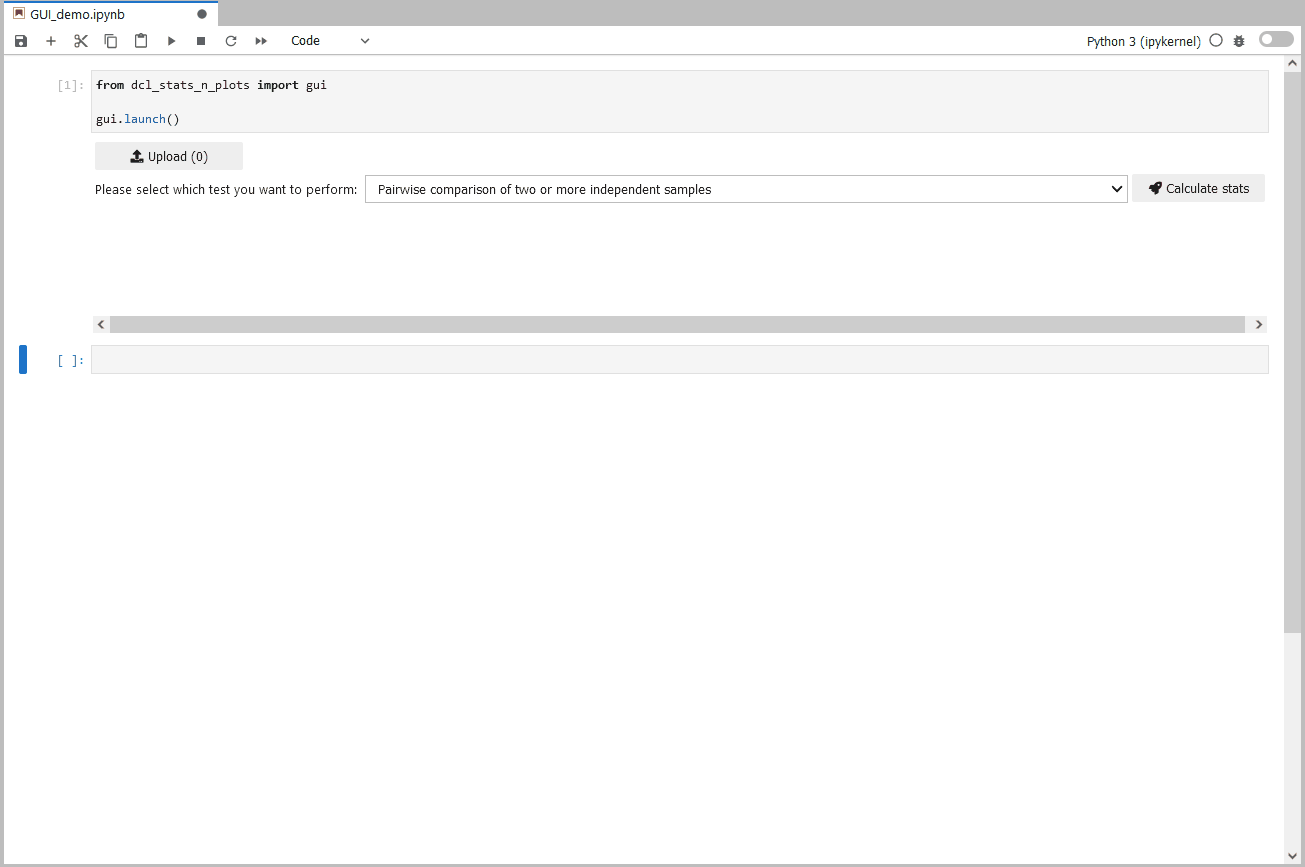 GUI_demo.ipynb
Code
Python 3 (ipykernel)
[1]:
from dcl_stats_n_plots import gui
gui.launch()
Upload (0)
Please select which test you want to perform: Pairwise comparison of two or more independent samples Calculate stats
[ ]: